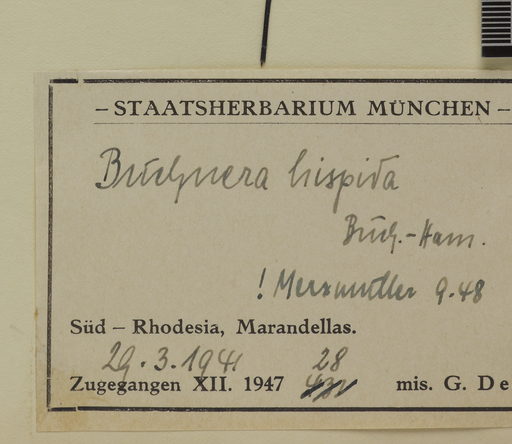 – STAATSHERBARIUM MÜNCHEN –
Buchnera hispida
Buch.-Ham.
! Merxmüller 9.48
Süd – Rhodesia, Marandellas.
29.3.1941 28
Zugegangen XII. 1947 mis. G. De